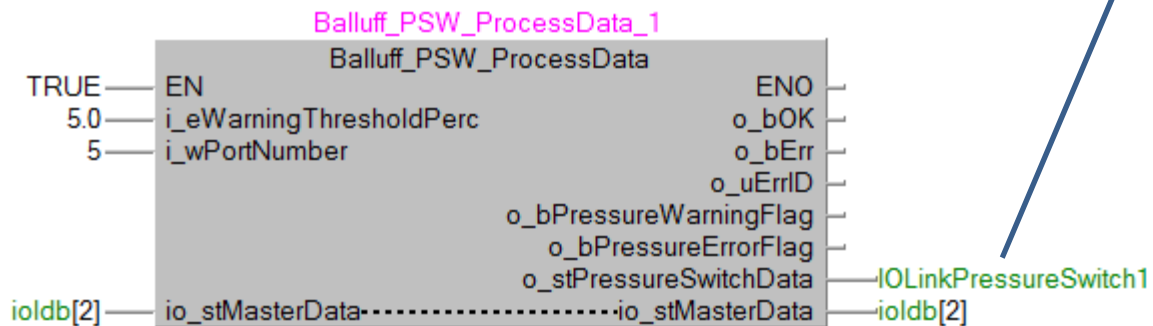 Balluff_PSW_ProcessData_1
Balluff_PSW_ProcessData
TRUE EN ENO
5.0 i_eWarningThresholdPerc o_bOK
5 i_wPortNumber o_bErr
o_uErrID
o_bPressureWarningFlag
o_bPressureErrorFlag
o_stPressureSwitchData IOLinkPressureSwitch1
ioldb[2] io_stMasterData io_stMasterData ioldb[2]